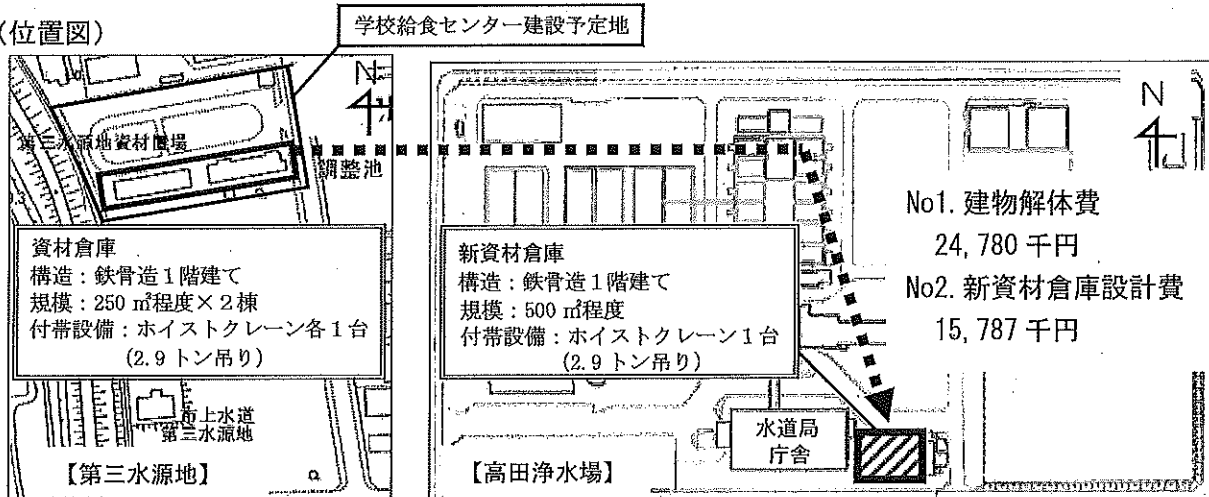 (位置図)
学校給食センター建設予定地
N
第三水源地資材置場
調整池
資材倉庫
構造：鉄骨造1階建て
規模：250㎡程度×2棟
付帯設備：ホイストクレーン各1台
(2.9トン吊り)
市上水道
第三水源地
【第三水源地】
N
新資材倉庫
構造：鉄骨造1階建て
規模：500㎡程度
付帯設備：ホイストクレーン1台
(2.9トン吊り)
No1. 建物解体費
24,780千円
No2. 新資材倉庫設計費
15,787千円
水道局
庁舎
【高田浄水場】